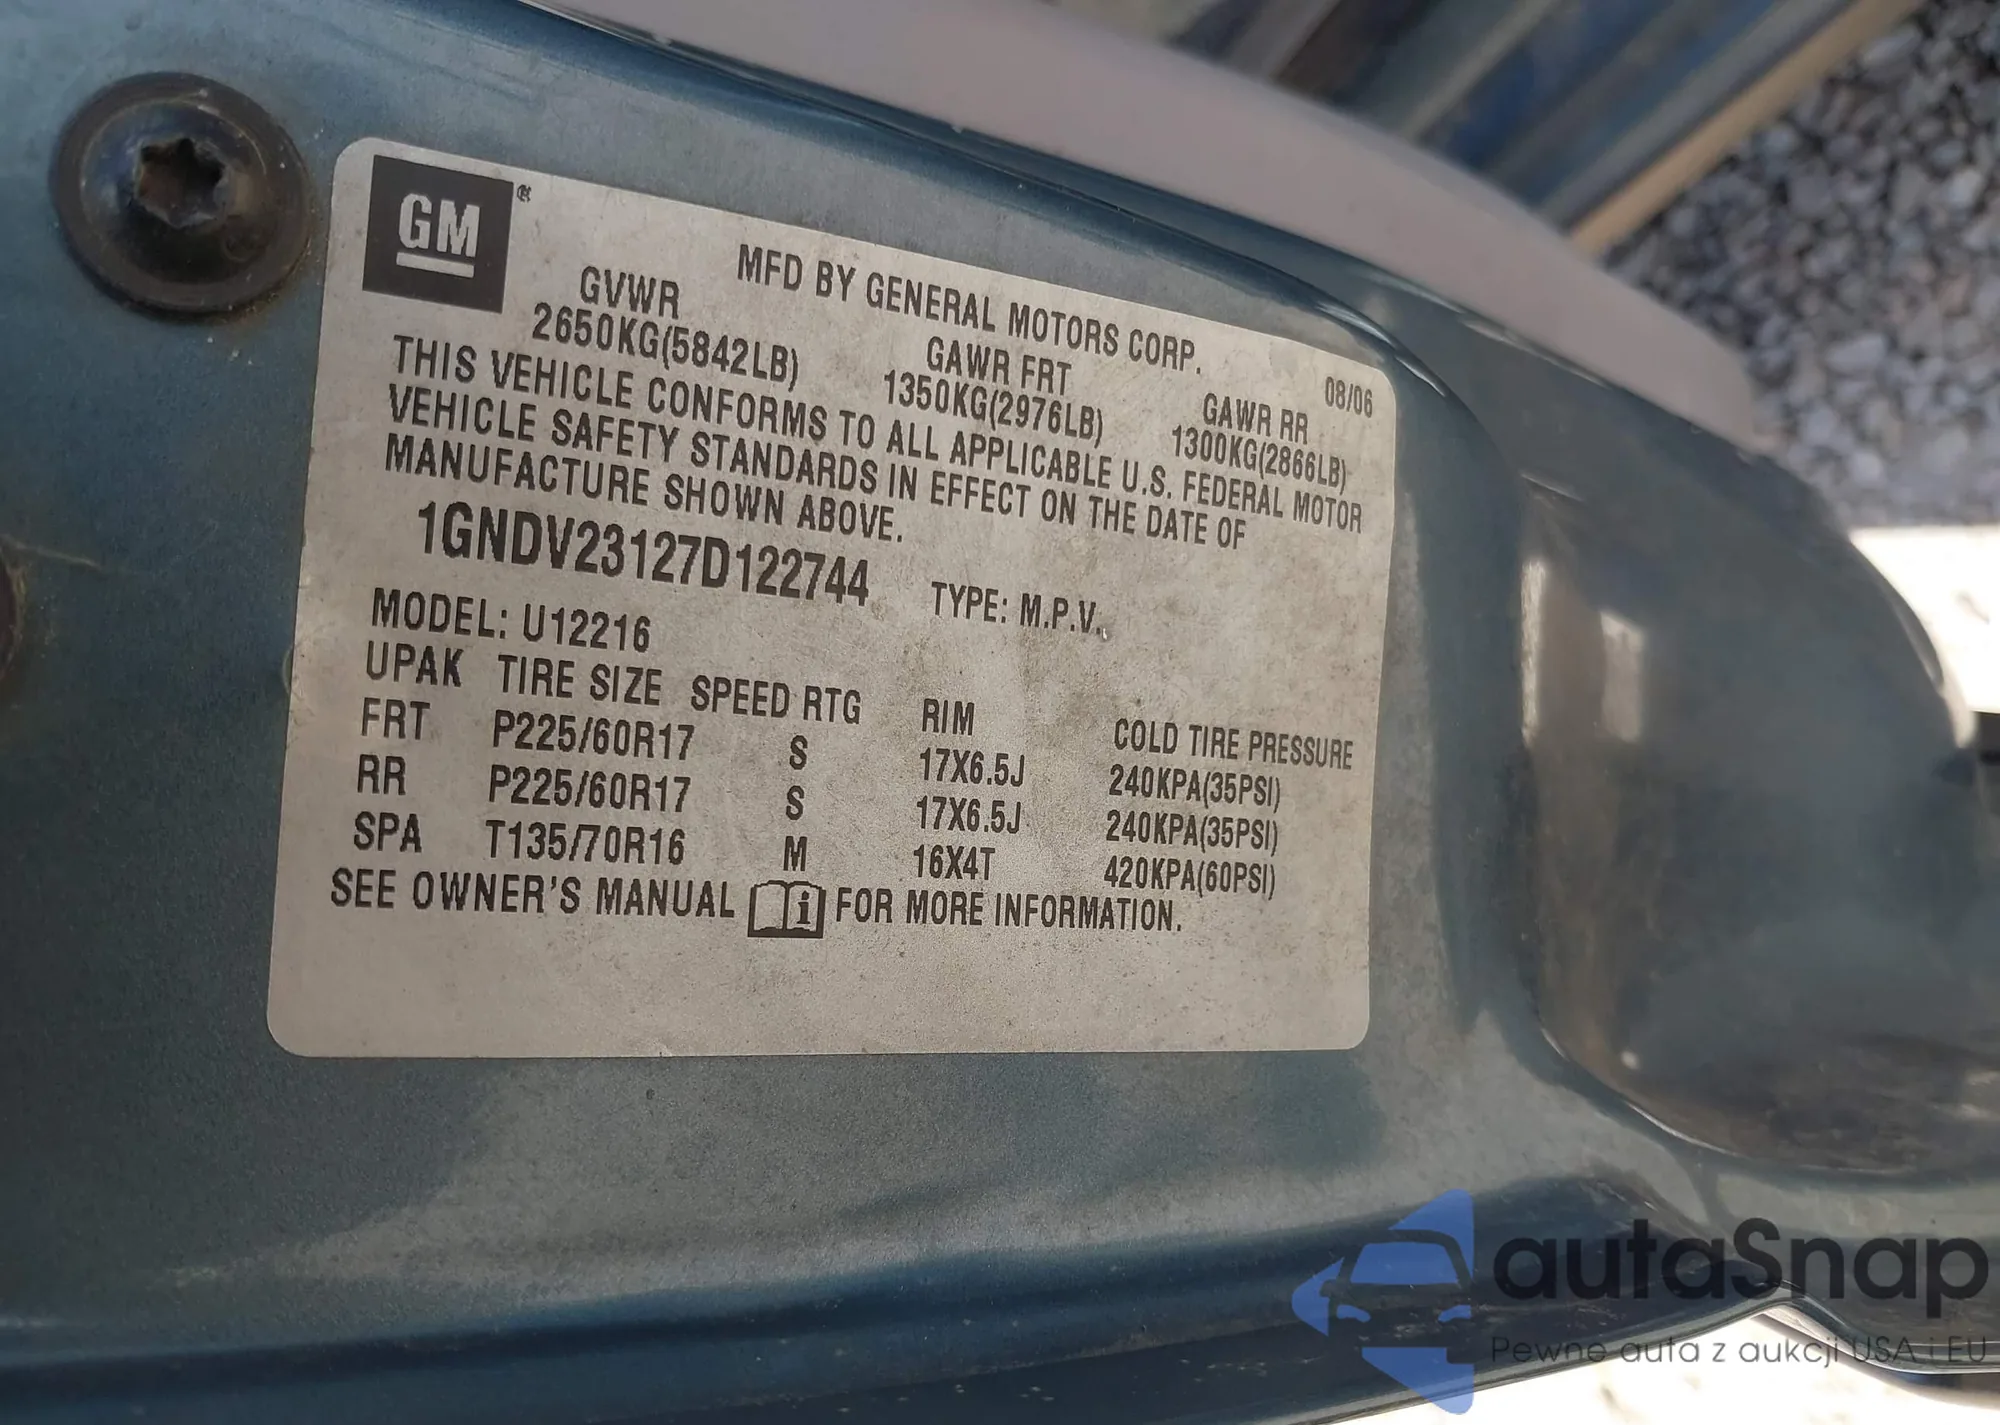 GM®
MFD BY GENERAL MOTORS CORP.
08/06
GVWR GAWR FRT GAWR RR
2650KG(5842LB) 1350KG(2976LB) 1300KG(2866LB)
THIS VEHICLE CONFORMS TO ALL APPLICABLE U.S. FEDERAL MOTOR
VEHICLE SAFETY STANDARDS IN EFFECT ON THE DATE OF
MANUFACTURE SHOWN ABOVE.
1GNDV23127D122744 TYPE: M.P.V.
MODEL: U12216
UPAK TIRE SIZE SPEED RTG RIM COLD TIRE PRESSURE
FRT P225/60R17 S 17X6.5J 240KPA(35PSI)
RR P225/60R17 S 17X6.5J 240KPA(35PSI)
SPA T135/70R16 M 16X4T 420KPA(60PSI)
SEE OWNER'S MANUAL i FOR MORE INFORMATION.
autaSnap
Pewne auta z aukcji USA i EU